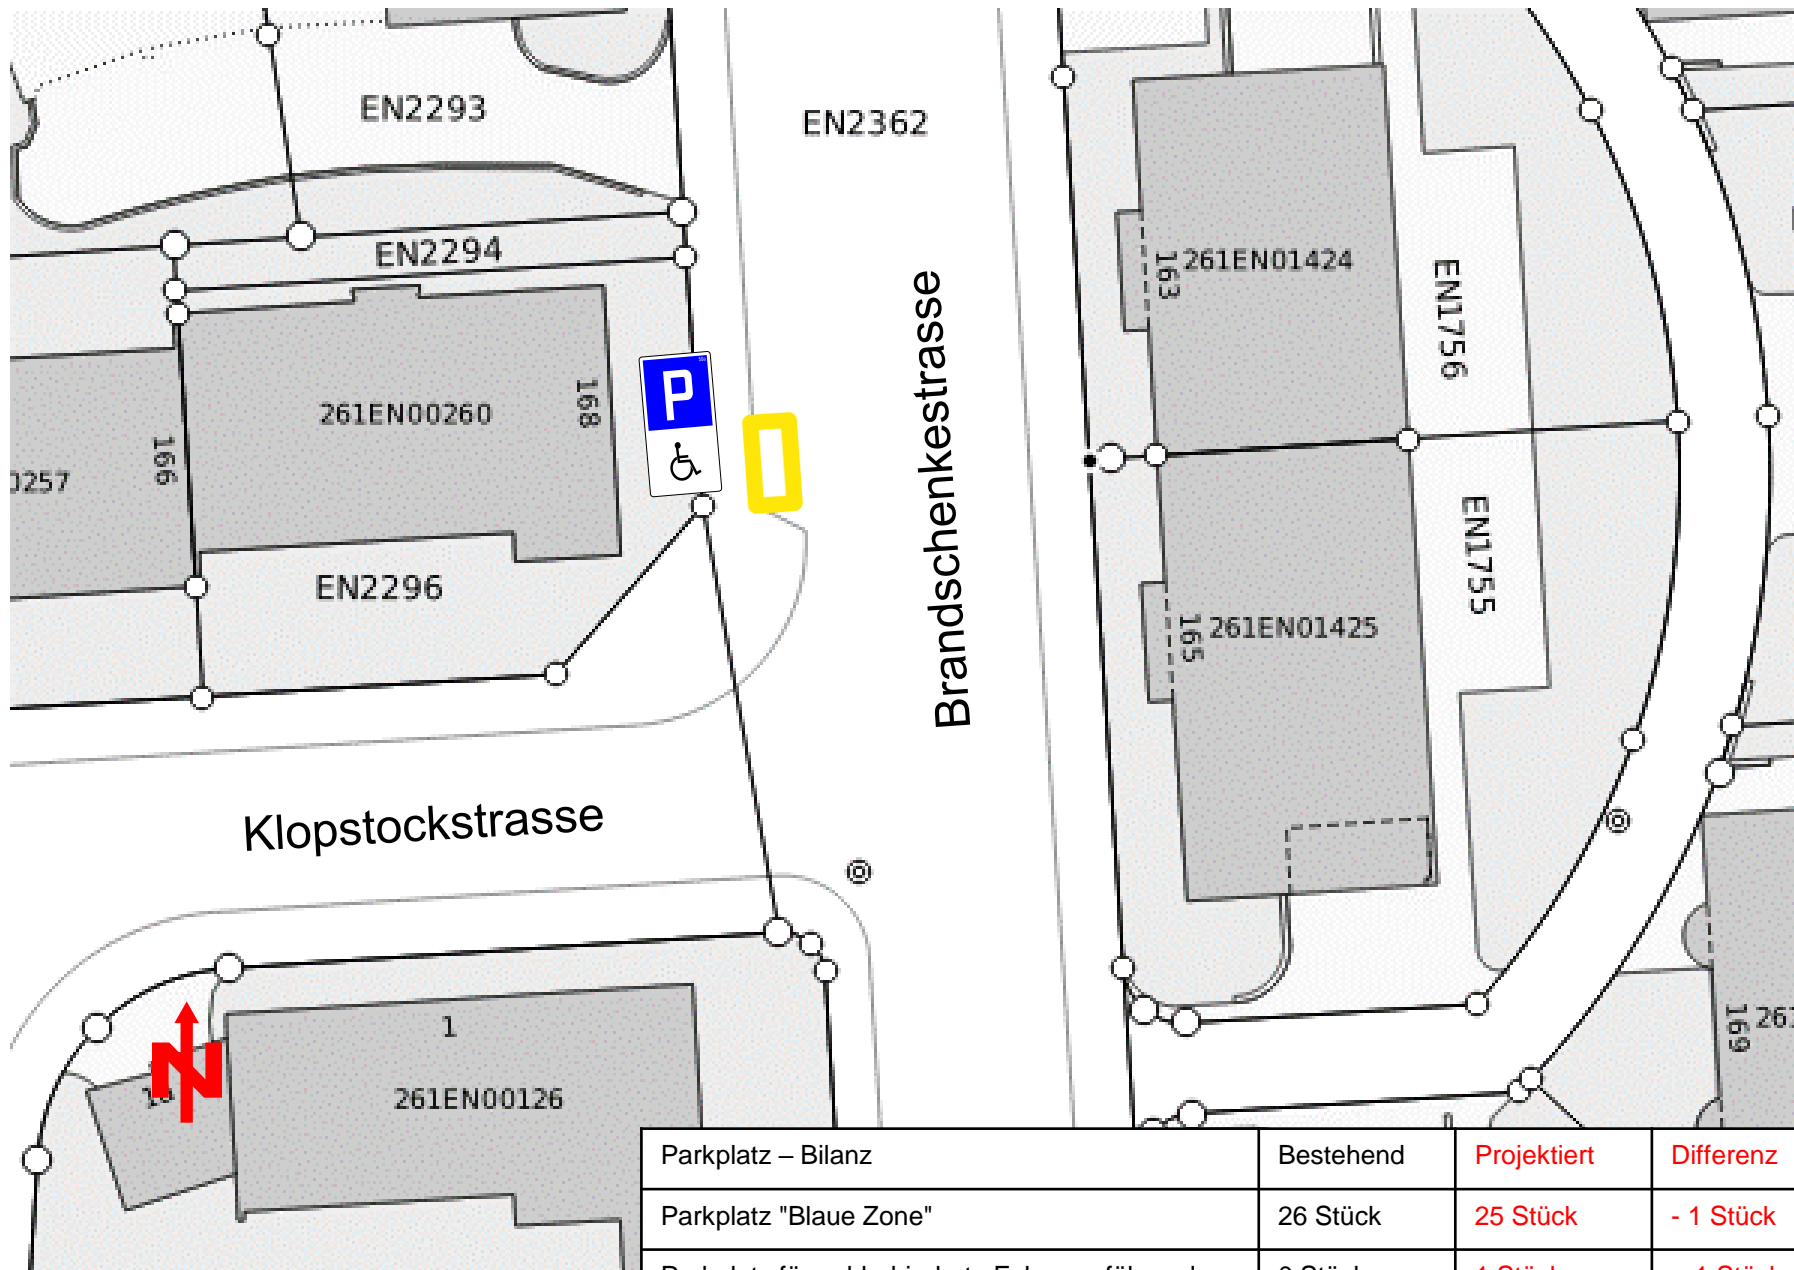 EN2293
EN2362
EN2294
163
261EN01424
EN1756
Brandschenkestrasse
P
168
261EN00260
166
0257
EN1755
EN2296
165
261EN01425
Klopstockstrasse
1
169
261EN00126
N
Parkplatz – Bilanz Bestehend Projektiert Differenz
Parkplatz "Blaue Zone" 26 Stück 25 Stück - 1 Stück